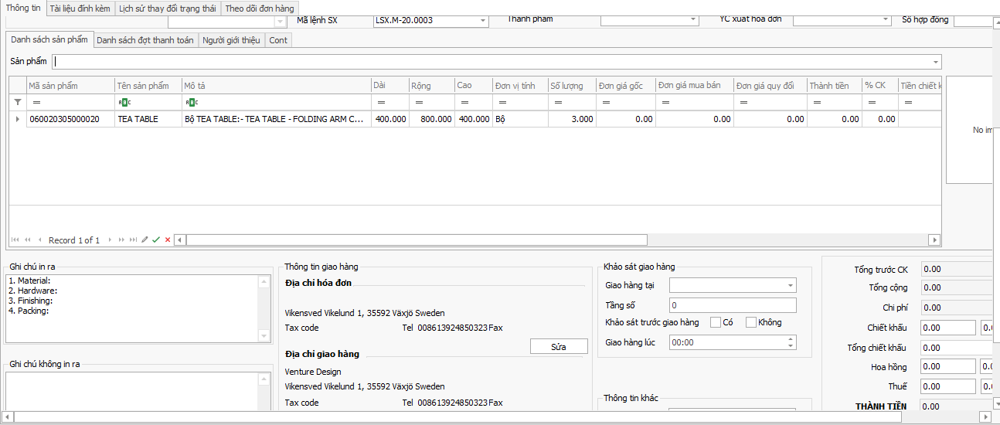 Thông tin Tài liệu đính kèm Lịch sử thay đổi trạng thái Theo dõi đơn hàng
Mã lệnh SX LSX.M-20.0003 Thành phẩm YC xuất hóa đơn Số hợp đồng
Danh sách sản phẩm Danh sách đợt thanh toán Người giới thiệu Cont
Sản phẩm
Mã sản phẩm Tên sản phẩm Mô tả Dài Rộng Cao Đơn vị tính Số lượng Đơn giá gốc Đơn giá mua bán Đơn giá quy đổi Thành tiền % CK Tiền chiết k
= ABC ABC = = = = = = = = = = =
060020305000020 TEA TABLE Bộ TEA TABLE:- TEA TABLE - FOLDING ARM C... 400.000 800.000 400.000 Bộ 3.000 0.00 0.00 0.00 0.00 0.00
No im
Record 1 of 1
Ghi chú in ra
1. Material:
2. Hardware:
3. Finishing:
4. Packing:
Ghi chú không in ra
Thông tin giao hàng
Địa chỉ hóa đơn
Vikensved Vikelund 1, 35592 Växjö Sweden
Tax code Tel 008613924850323 Fax
Sửa
Địa chỉ giao hàng
Venture Design
Vikensved Vikelund 1, 35592 Växjö Sweden
Tax code Tel 008613924850323 Fax
Khảo sát giao hàng
Giao hàng tại
Tầng số 0
Khảo sát trước giao hàng Có Không
Giao hàng lúc 00:00
Thông tin khác
Tổng trước CK 0.00
Tổng cộng 0.00
Chi phí 0.00
Chiết khấu 0.00 0.0
Tổng chiết khấu 0.00
Hoa hồng 0.00 0.0
Thuế 0.00 0.0
THÀNH TIỀN 0.00